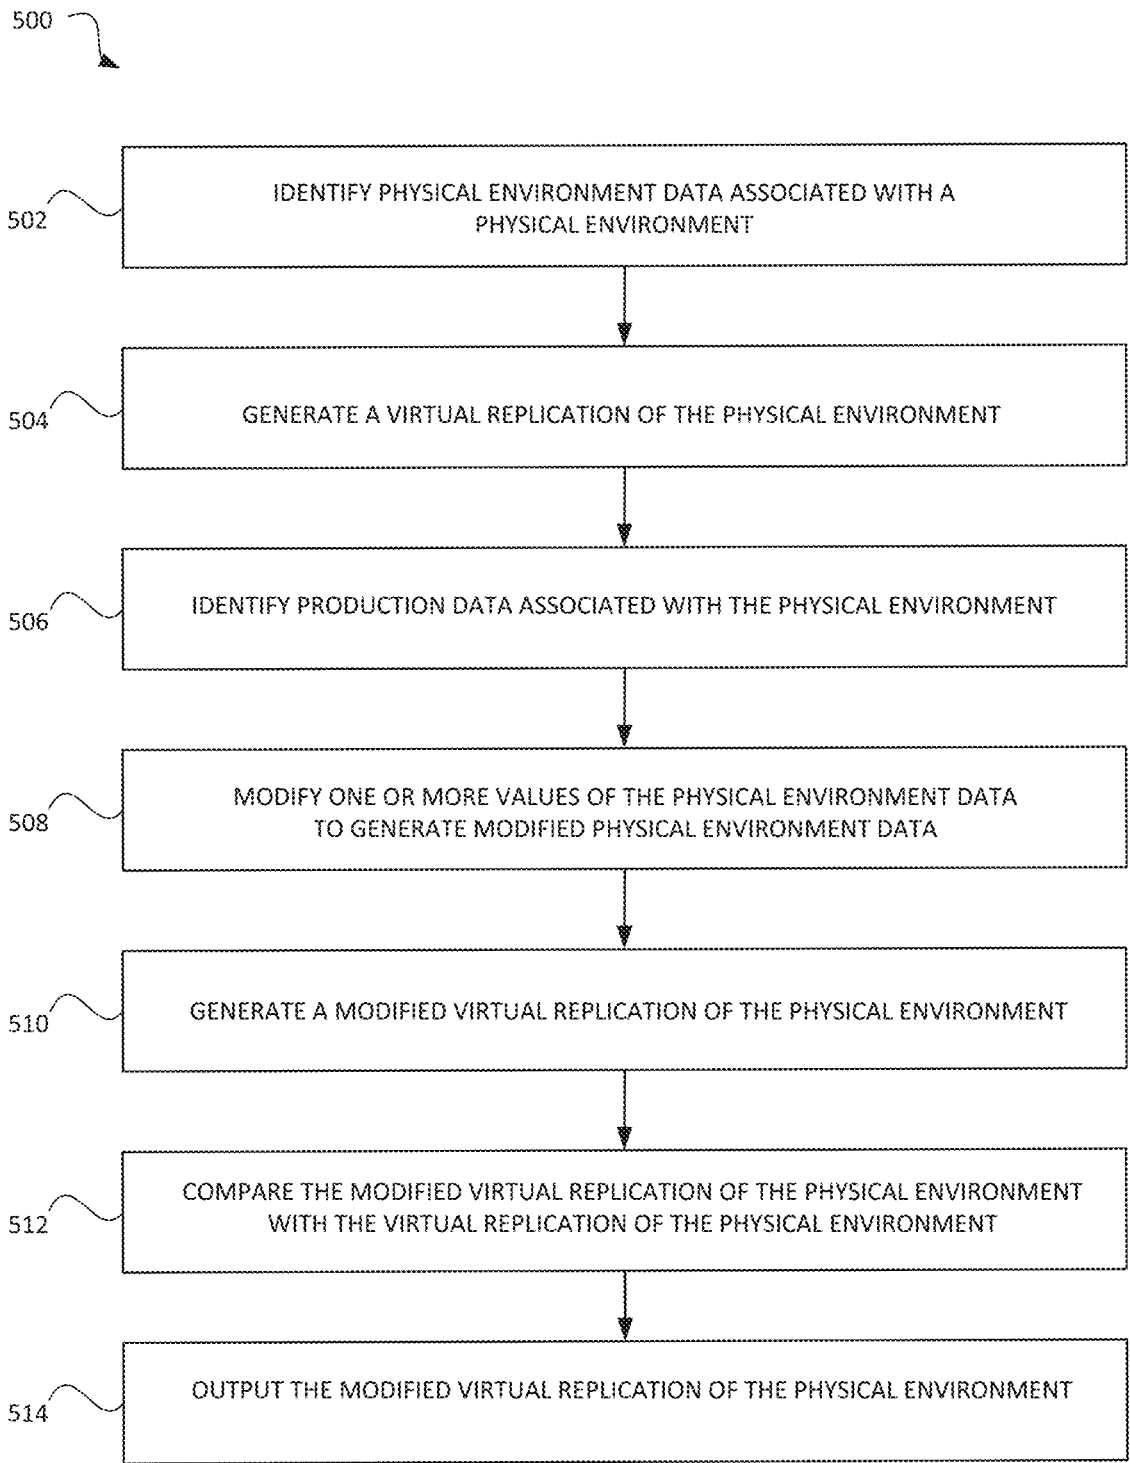 500
502
IDENTIFY PHYSICAL ENVIRONMENT DATA ASSOCIATED WITH A
PHYSICAL ENVIRONMENT
504
GENERATE A VIRTUAL REPLICATION OF THE PHYSICAL ENVIRONMENT
506
IDENTIFY PRODUCTION DATA ASSOCIATED WITH THE PHYSICAL ENVIRONMENT
508
MODIFY ONE OR MORE VALUES OF THE PHYSICAL ENVIRONMENT DATA
TO GENERATE MODIFIED PHYSICAL ENVIRONMENT DATA
510
GENERATE A MODIFIED VIRTUAL REPLICATION OF THE PHYSICAL ENVIRONMENT
512
COMPARE THE MODIFIED VIRTUAL REPLICATION OF THE PHYSICAL ENVIRONMENT
WITH THE VIRTUAL REPLICATION OF THE PHYSICAL ENVIRONMENT
514
OUTPUT THE MODIFIED VIRTUAL REPLICATION OF THE PHYSICAL ENVIRONMENT